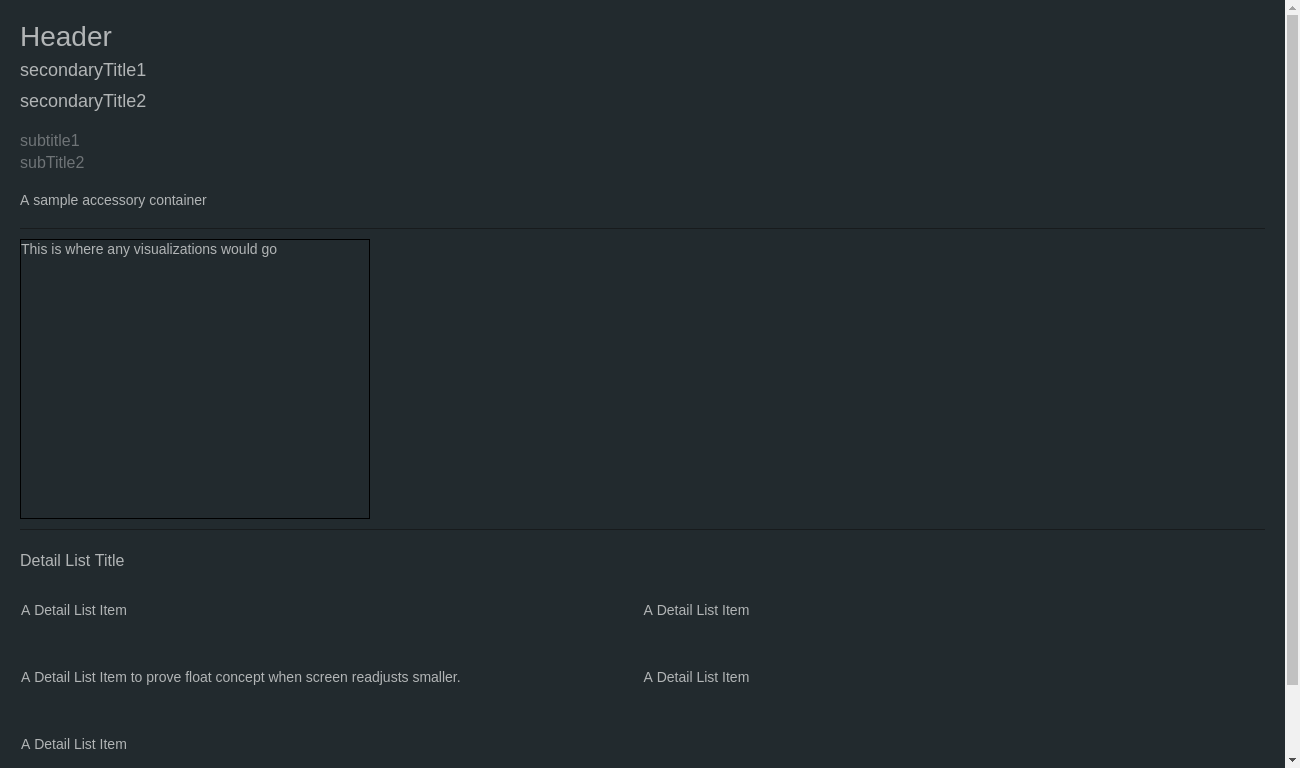 Header
secondaryTitle1
secondaryTitle2
subtitle1
subTitle2
A sample accessory container
This is where any visualizations would go
Detail List Title
A Detail List Item
A Detail List Item
A Detail List Item to prove float concept when screen readjusts smaller.
A Detail List Item
A Detail List Item